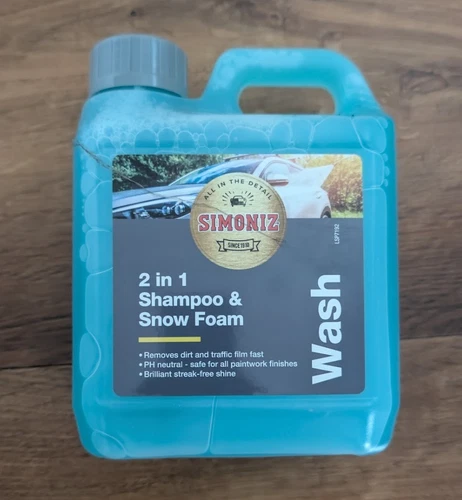 ALL IN THE DETAIL
SIMONIZ
SINCE 1910
2 in 1
Shampoo &
Snow Foam
• Removes dirt and traffic film fast
• PH neutral - safe for all paintwork finishes
• Brilliant streak-free shine
Wash